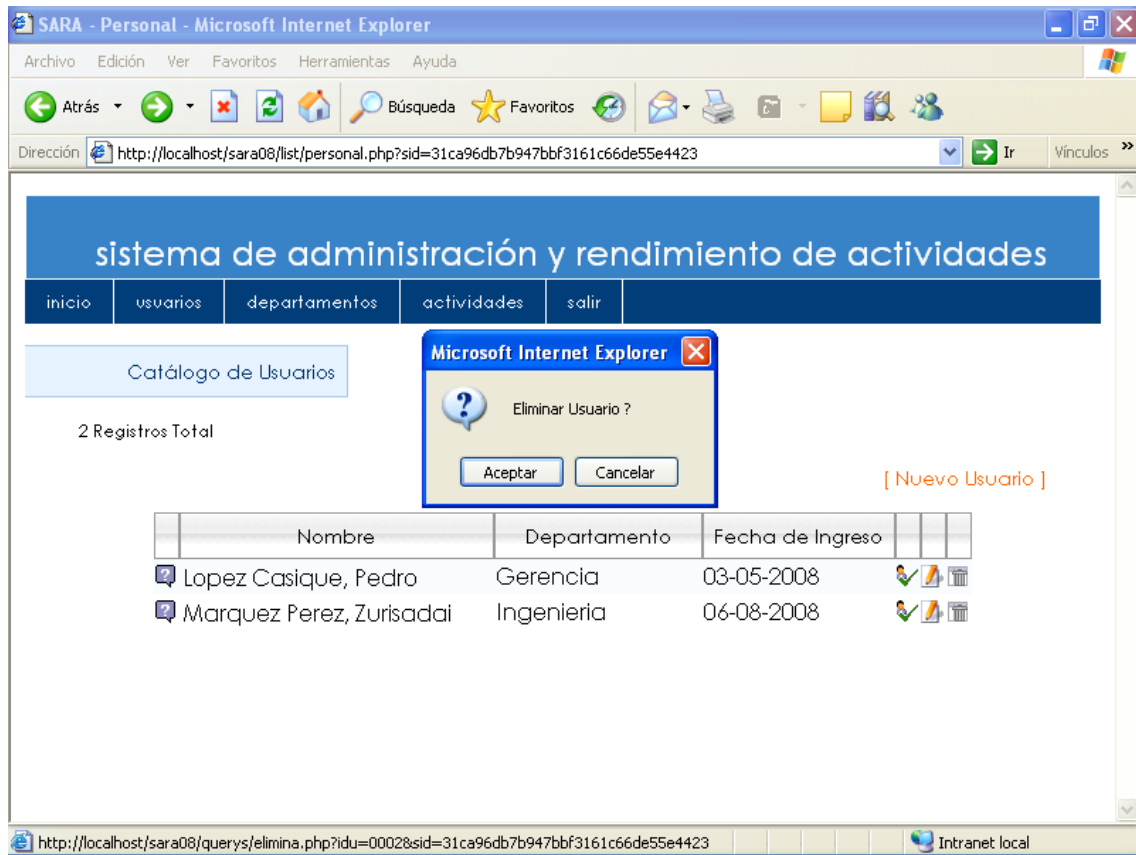 SARA - Personal - Microsoft Internet Explorer
Archivo Edición Ver Favoritos Herramientas Ayuda
Atrás Búsqueda Favoritos
Dirección http://localhost/sara08/list/personal.php?sid=31ca96db7b947bbf3161c66de55e4423 Ir Vínculos »
sistema de administración y rendimiento de actividades
inicio usuarios departamentos actividades salir
Microsoft Internet Explorer
Catálogo de Usuarios
Eliminar Usuario ?
2 Registros Total
Aceptar Cancelar
[ Nuevo Usuario ]
Nombre Departamento Fecha de Ingreso
Lopez Casique, Pedro Gerencia 03-05-2008
Marquez Perez, Zurisadai Ingenieria 06-08-2008
http://localhost/sara08/querys/elimina.php?idu=0002&sid=31ca96db7b947bbf3161c66de55e4423 Intranet local